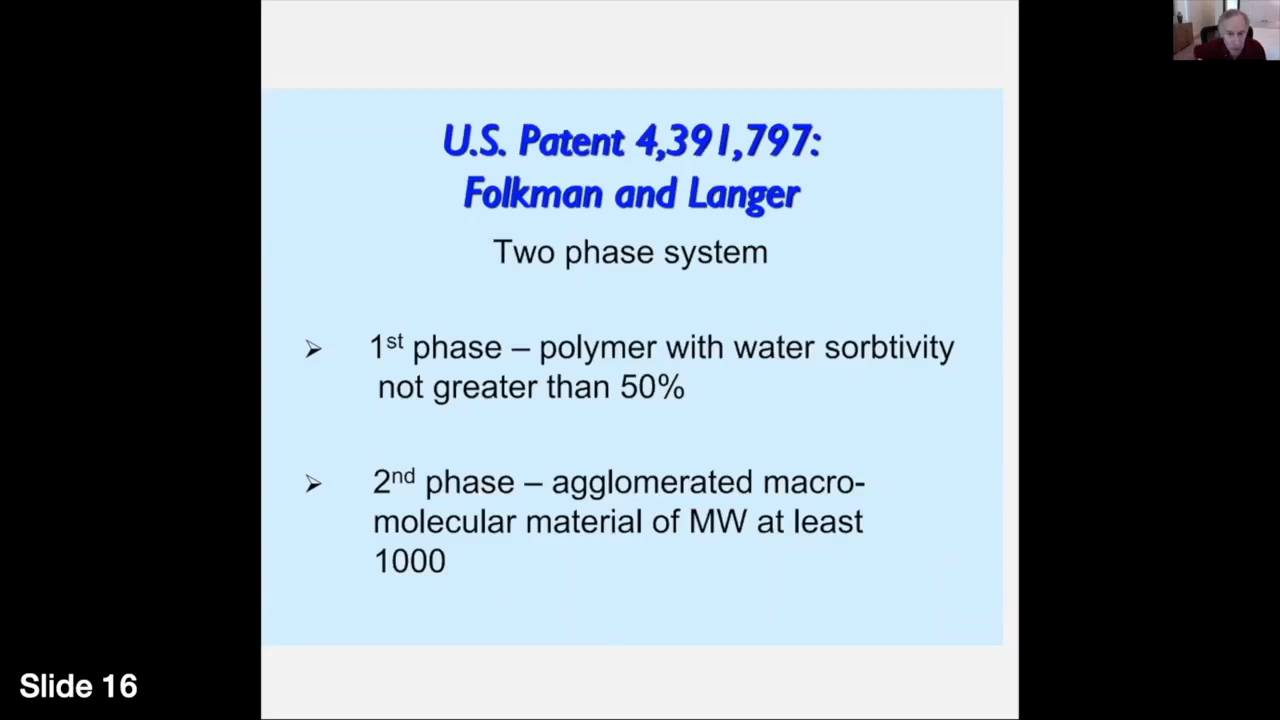 U.S. Patent 4,391,797:
Folkman and Langer
Two phase system
➢ 1st phase – polymer with water sorbtivity
not greater than 50%
➢ 2nd phase – agglomerated macro-
molecular material of MW at least
1000
Slide 16